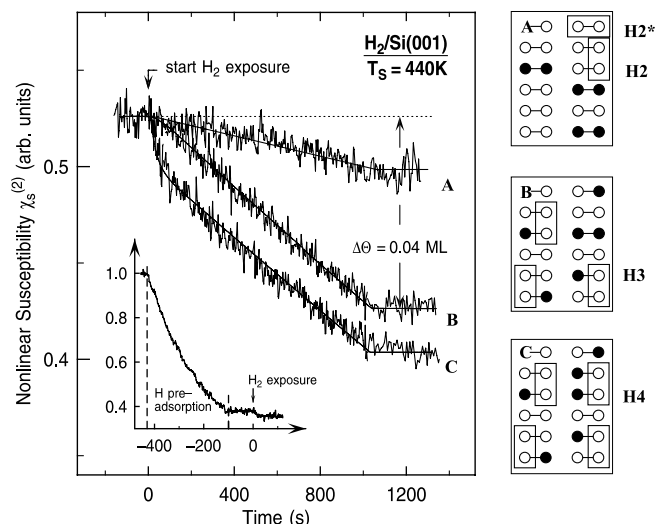 H₂/Si(001)
T_S = 440K
start H₂ exposure
Nonlinear Susceptibility χ_s⁽²⁾ (arb. units)
0.5
0.4
A
ΔΘ = 0.04 ML
B
C
1.0
0.8
0.6
0.4
H pre–
adsorption
H₂ exposure
−400
−200
0
0
400
800
1200
Time (s)
A
H2*
H2
B
H3
C
H4